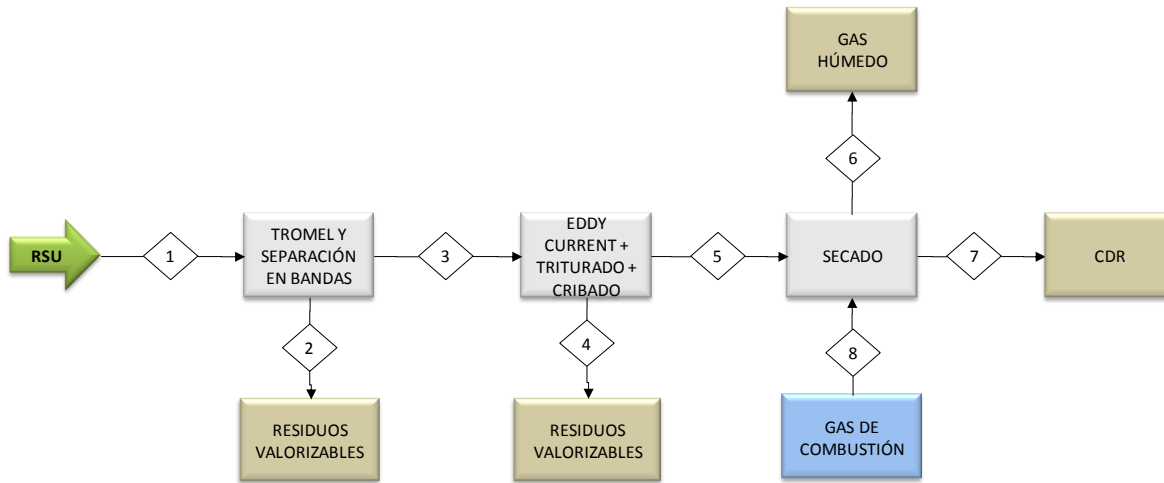 GAS
HÚMEDO
6
RSU
1
TROMEL Y
SEPARACIÓN
EN BANDAS
3
EDDY
CURRENT +
TRITURADO +
CRIBADO
5
SECADO
7
CDR
2
4
8
RESIDUOS
VALORIZABLES
RESIDUOS
VALORIZABLES
GAS DE
COMBUSTIÓN